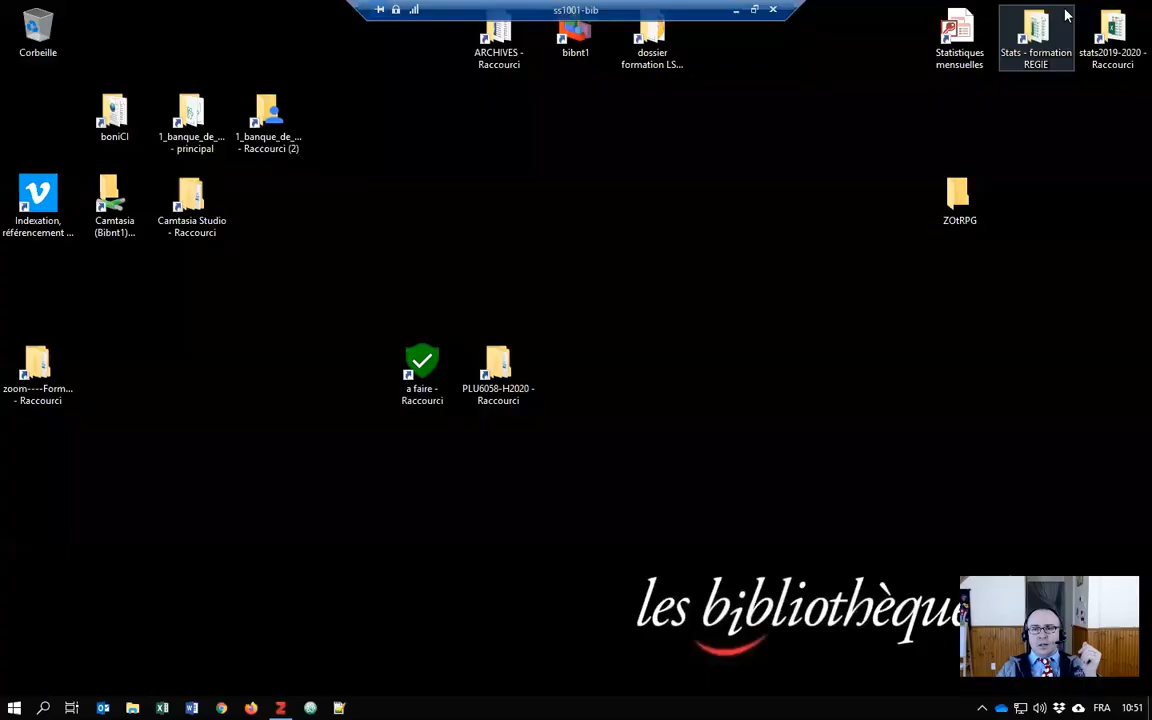 ss1001-bib
Corbeille
ARCHIVES -
Raccourci
bibnt1
dossier
formation LS...
Statistiques
mensuelles
Stats - formation
REGIE
stats2019-2020 -
Raccourci
boniCI
1_banque_de_...
- principal
1_banque_de_...
- Raccourci (2)
Indexation,
référencement ...
Camtasia
(Bibnt1)...
Camtasia Studio
- Raccourci
ZOtRPG
zoom----Form...
- Raccourci
a faire -
Raccourci
PLU6058-H2020 -
Raccourci
les bibliothèque
FRA
10:51